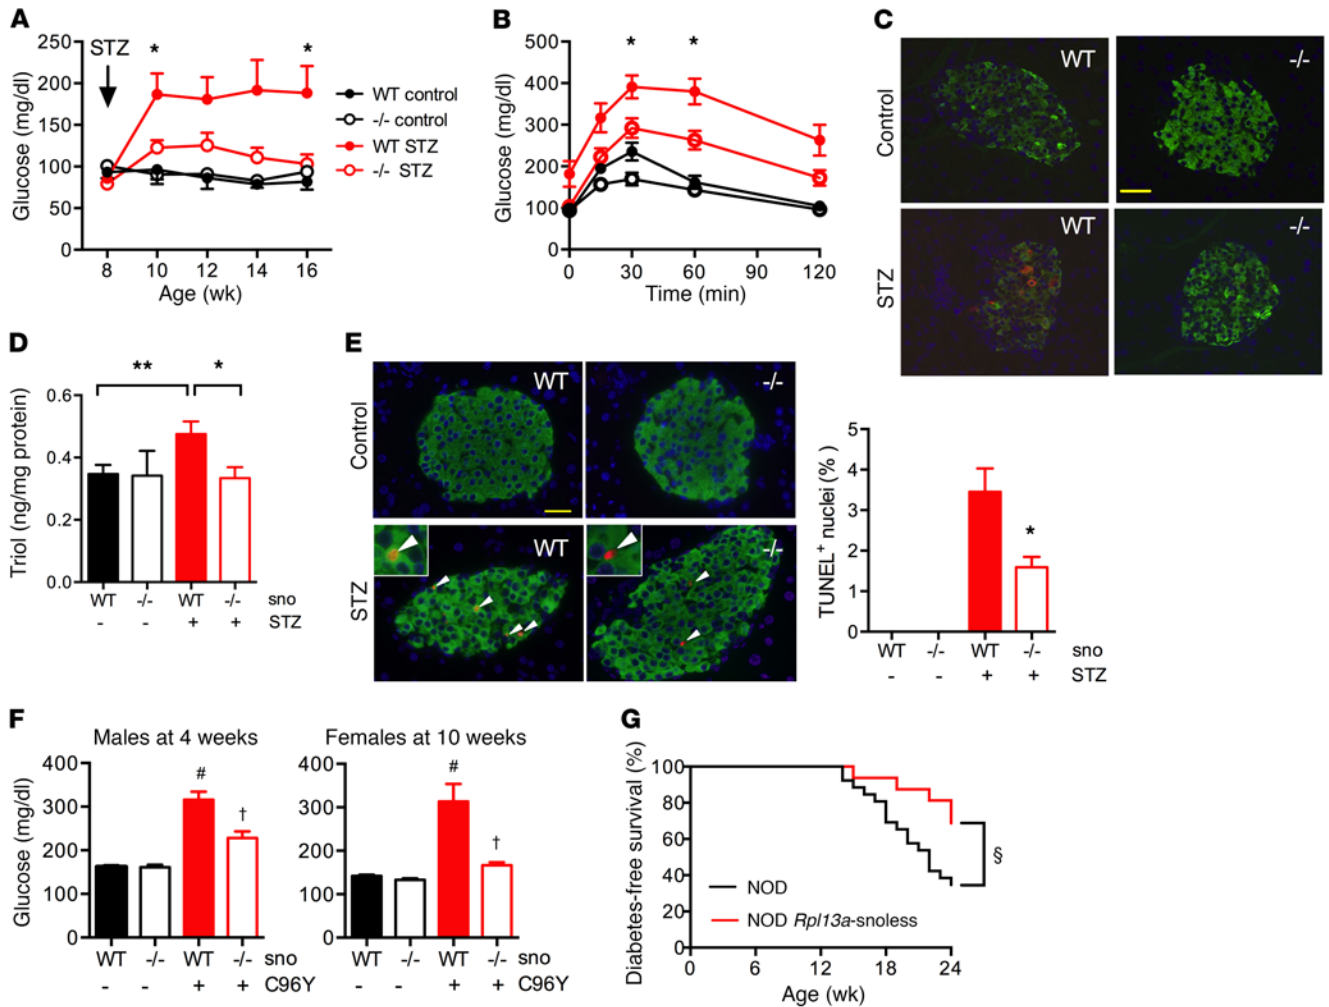 A
STZ
*
*
Glucose (mg/dl)
250
200
150
100
50
0
8 10 12 14 16
Age (wk)
WT control
-/- control
WT STZ
-/- STZ
B
*
*
Glucose (mg/dl)
500
400
300
200
100
0
0 30 60 90 120
Time (min)
C
Control
WT
-/-
STZ
WT
-/-
D
**
*
Triol (ng/mg protein)
0.6
0.4
0.2
0.0
WT -/- WT -/- sno
- - + + STZ
E
Control
WT
-/-
STZ
WT
-/-
TUNEL+ nuclei (%)
5
4
3
2
1
0
*
WT -/- WT -/- sno
- - + + STZ
F
Males at 4 weeks
Glucose (mg/dl)
400
300
200
100
0
#
†
WT -/- WT -/- sno
- - + + C96Y
Females at 10 weeks
400
300
200
100
0
#
†
WT -/- WT -/- sno
- - + + C96Y
G
Diabetes-free survival (%)
100
80
60
40
20
0
§
NOD
NOD Rpl13a-snoless
0 6 12 18 24
Age (wk)